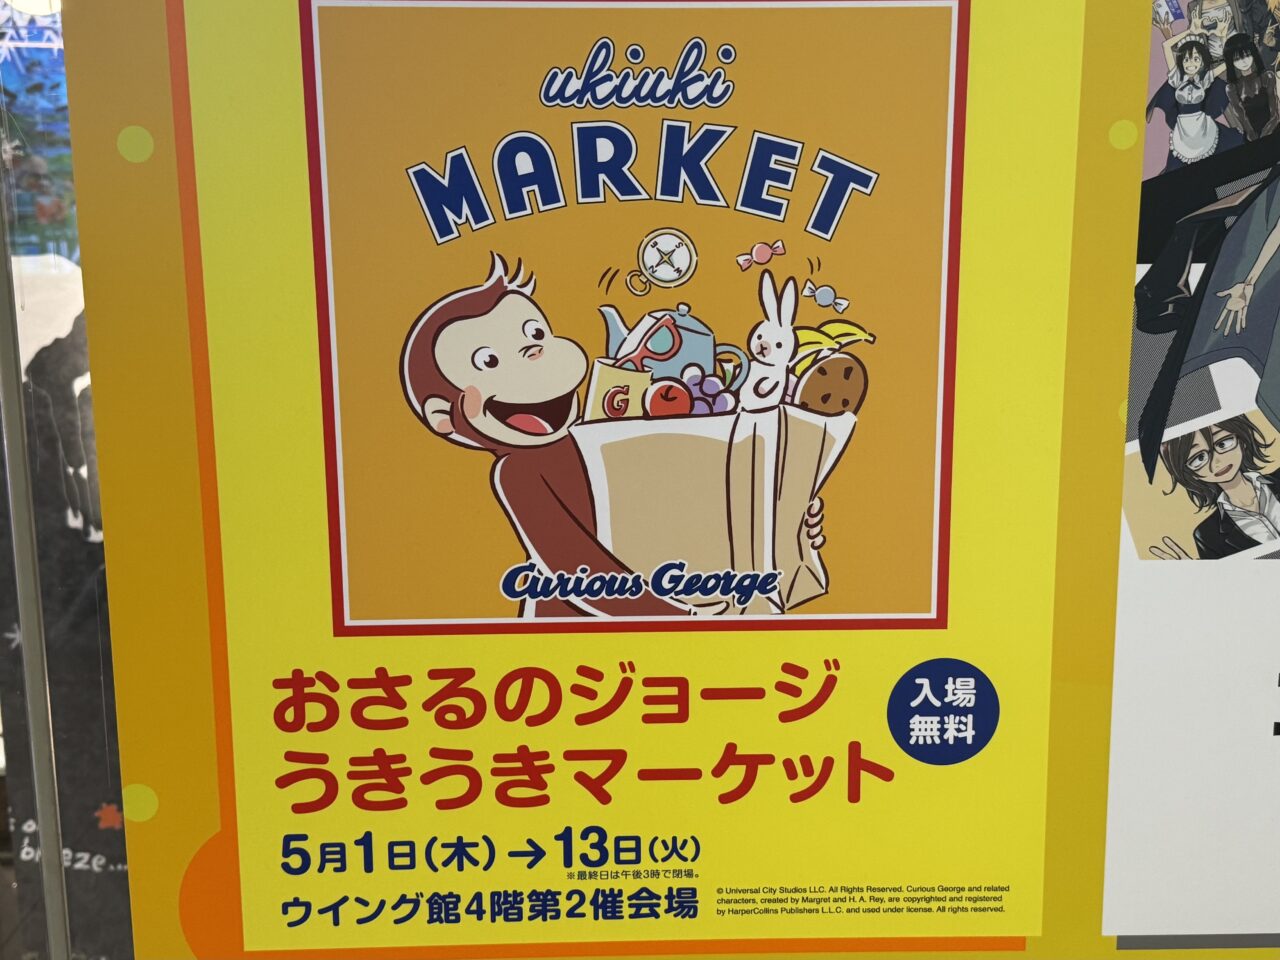 ukiuki
MARKET
G
Curious George
おさるのジョージ
うきうきマーケット
入場
無料
5月1日(木)→13日(火)
※最終日は午後3時で閉場。
ウイング館4階第2催会場
© Universal City Studios LLC. All Rights Reserved. Curious George and related
characters, created by Margret and H. A. Rey, are copyrighted and registered
by HarperCollins Publishers L.L.C. and used under license. All rights reserved.